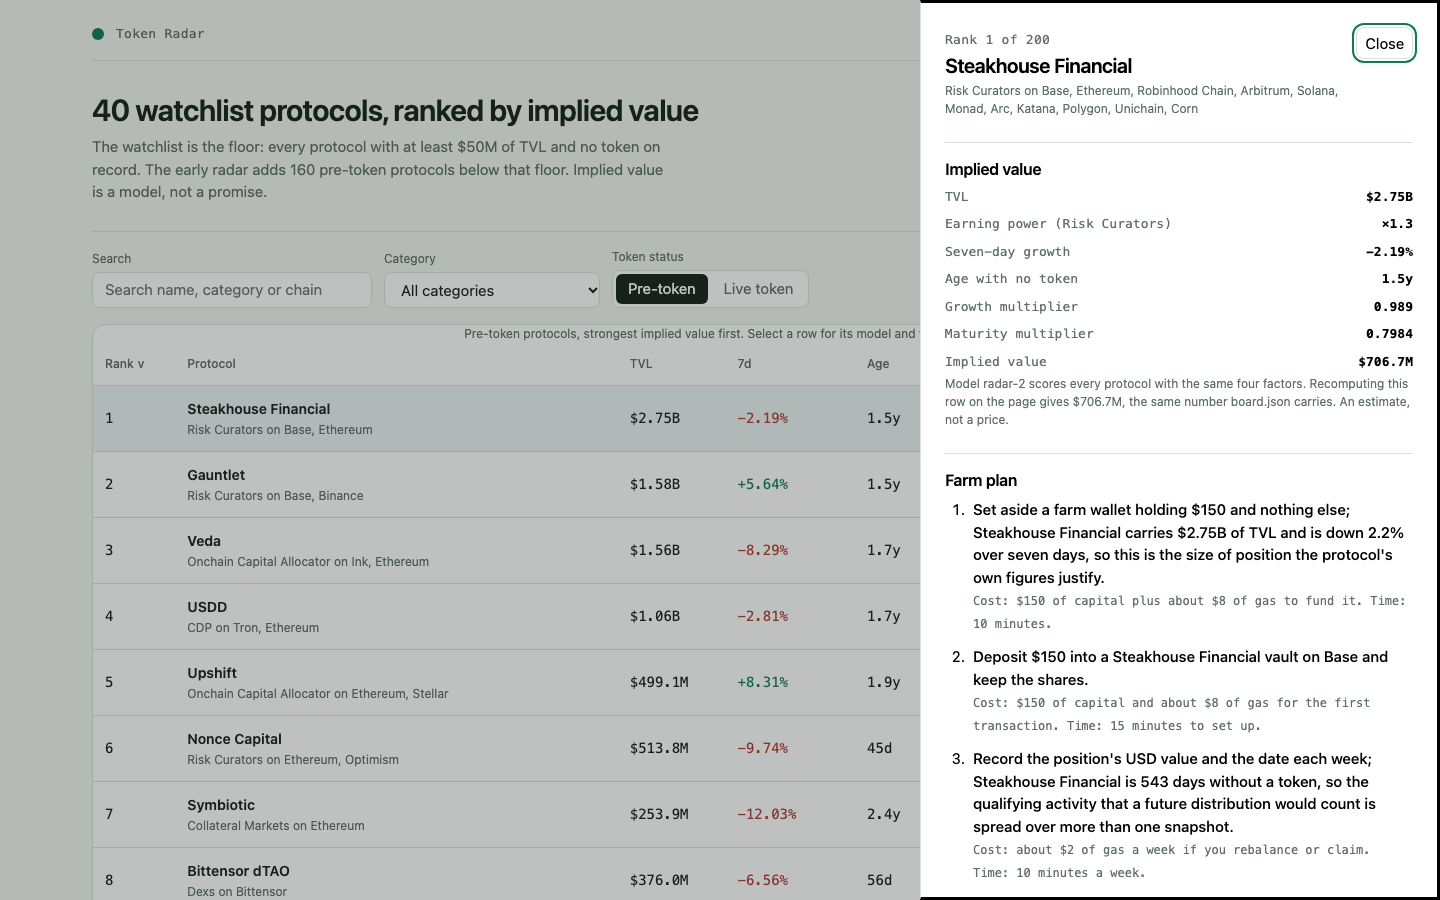 Token Radar
40 watchlist protocols, ranked by implied value
The watchlist is the floor: every protocol with at least $50M of TVL and no token on
record. The early radar adds 160 pre-token protocols below that floor. Implied value
is a model, not a promise.
Search
Category
Token status
Search name, category or chain
All categories
Pre-token
Live token
Pre-token protocols, strongest implied value first. Select a row for its model and
Rank v
Protocol
TVL
7d
Age
1
Steakhouse Financial
Risk Curators on Base, Ethereum
$2.75B
−2.19%
1.5y
2
Gauntlet
Risk Curators on Base, Binance
$1.58B
+5.64%
1.5y
3
Veda
Onchain Capital Allocator on Ink, Ethereum
$1.56B
−8.29%
1.7y
4
USDD
CDP on Tron, Ethereum
$1.06B
−2.81%
1.7y
5
Upshift
Onchain Capital Allocator on Ethereum, Stellar
$499.1M
+8.31%
1.9y
6
Nonce Capital
Risk Curators on Ethereum, Optimism
$513.8M
−9.74%
45d
7
Symbiotic
Collateral Markets on Ethereum
$253.9M
−12.03%
2.4y
8
Bittensor dTAO
Dexs on Bittensor
$376.0M
−6.56%
56d
Rank 1 of 200
Close
Steakhouse Financial
Risk Curators on Base, Ethereum, Robinhood Chain, Arbitrum, Solana,
Monad, Arc, Katana, Polygon, Unichain, Corn
Implied value
TVL $2.75B
Earning power (Risk Curators) ×1.3
Seven-day growth −2.19%
Age with no token 1.5y
Growth multiplier 0.989
Maturity multiplier 0.7984
Implied value $706.7M
Model radar-2 scores every protocol with the same four factors. Recomputing this
row on the page gives $706.7M, the same number board.json carries. An estimate,
not a price.
Farm plan
1. Set aside a farm wallet holding $150 and nothing else;
Steakhouse Financial carries $2.75B of TVL and is down 2.2%
over seven days, so this is the size of position the protocol's
own figures justify.
Cost: $150 of capital plus about $8 of gas to fund it. Time:
10 minutes.
2. Deposit $150 into a Steakhouse Financial vault on Base and
keep the shares.
Cost: $150 of capital and about $8 of gas for the first
transaction. Time: 15 minutes to set up.
3. Record the position's USD value and the date each week;
Steakhouse Financial is 543 days without a token, so the
qualifying activity that a future distribution would count is
spread over more than one snapshot.
Cost: about $2 of gas a week if you rebalance or claim.
Time: 10 minutes a week.